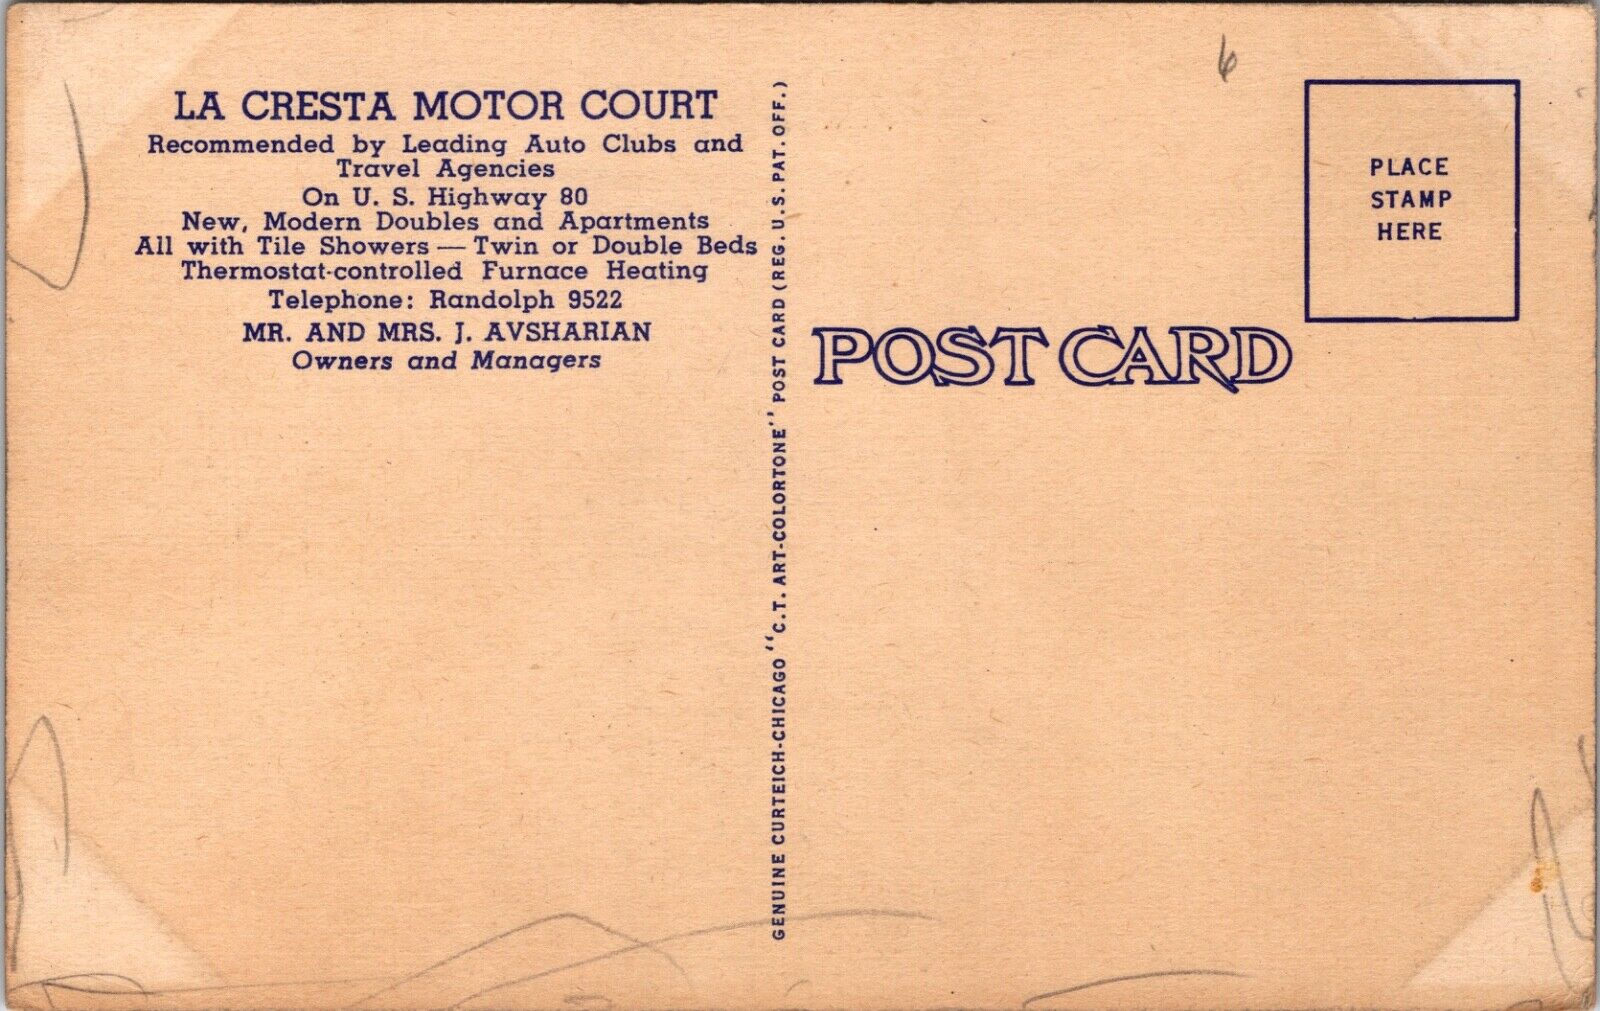 LA CRESTA MOTOR COURT
Recommended by Leading Auto Clubs and
Travel Agencies
On U. S. Highway 80
New, Modern Doubles and Apartments
All with Tile Showers — Twin or Double Beds
Thermostat-controlled Furnace Heating
Telephone: Randolph 9522
MR. AND MRS. J. AVSHARIAN
Owners and Managers
GENUINE CURTEICH-CHICAGO "C.T. ART-COLORTONE" POST CARD (REG. U.S. PAT. OFF.)
6
PLACE
STAMP
HERE
POST CARD